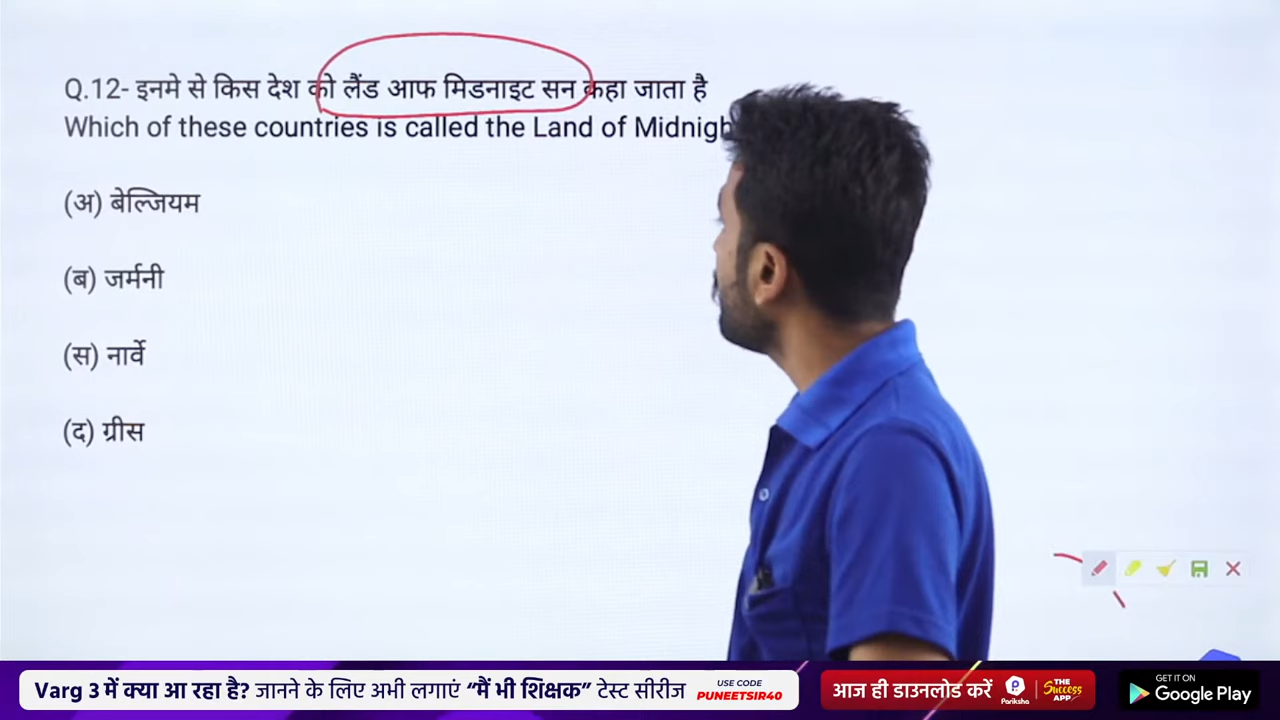 Q.12- इनमे से किस देश को लैंड आफ मिडनाइट सन कहा जाता है
Which of these countries is called the Land of Midnigh
(अ) बेल्जियम
(ब) जर्मनी
(स) नार्वे
(द) ग्रीस
Varg 3 में क्या आ रहा है? जानने के लिए अभी लगाएं “मैं भी शिक्षक” टेस्ट सीरीज
USE CODE
PUNEETSIR40
आज ही डाउनलोड करें
Pariksha
THE
Success
APP
GET IT ON
Google Play